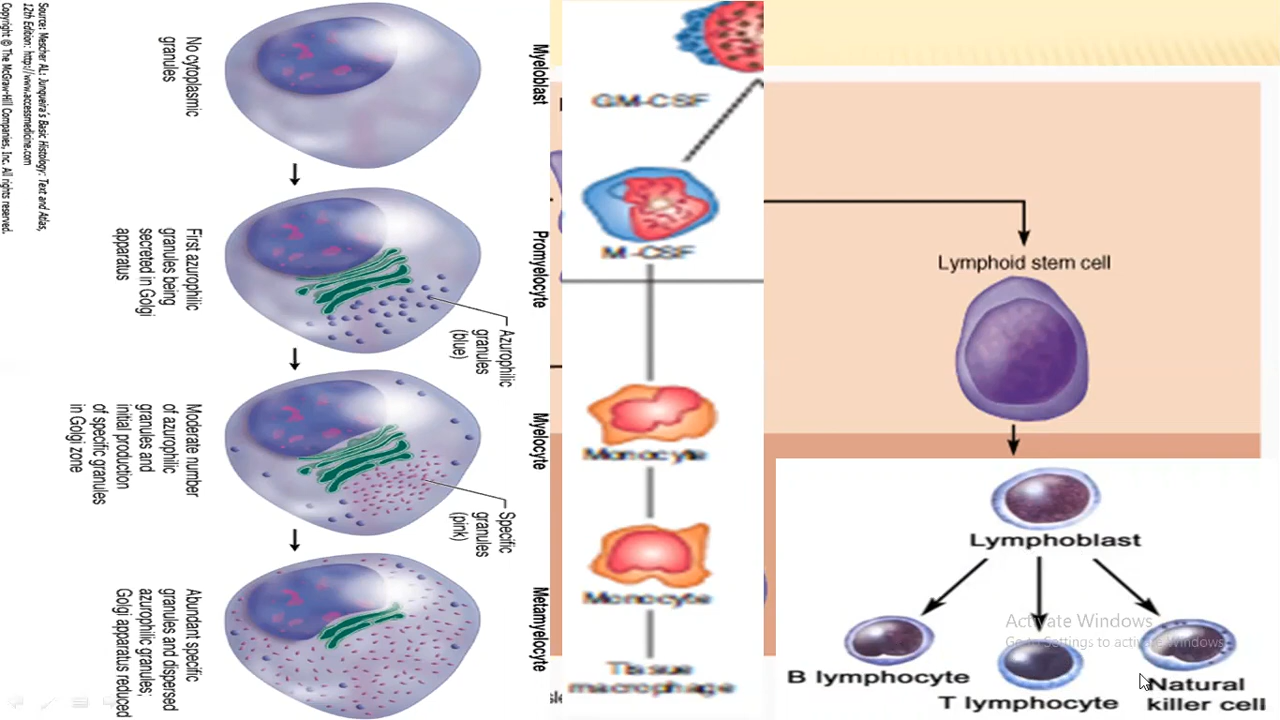 Source: Mescher AL: Junqueira's Basic Histology: Text and Atlas,
12th Edition: http://www.accessmedicine.com
Copyright © The McGraw-Hill Companies, Inc. All rights reserved.
Myeloblast
No cytoplasmic
granules
Promyelocyte
First azurophilic
granules being
secreted in Golgi
apparatus
Azurophilic
granules
(blue)
Myelocyte
Moderate number
of azurophilic
granules and
initial production
of specific granules
in Golgi zone
Specific
granules
(pink)
Metamyelocyte
Abundant specific
granules and dispersed
azurophilic granules;
Golgi apparatus reduced
GM-CSF
M-CSF
Monocyte
Monocyte
Tissue
macrophage
Lymphoid stem cell
Lymphoblast
B lymphocyte
T lymphocyte
Natural
killer cell
Activate Windows
Go to Settings to activate Windows.